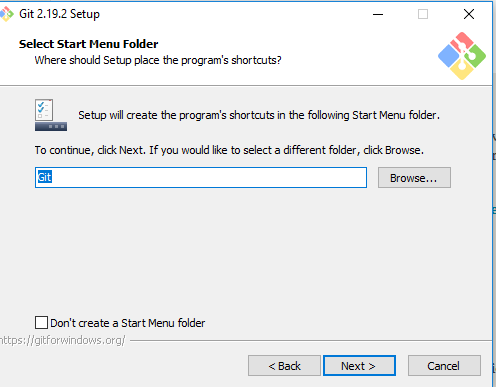 Git 2.19.2 Setup
Select Start Menu Folder
Where should Setup place the program's shortcuts?
Setup will create the program's shortcuts in the following Start Menu folder.
To continue, click Next. If you would like to select a different folder, click Browse.
Git
Browse...
Don't create a Start Menu folder
https://gitforwindows.org/
< Back
Next >
Cancel